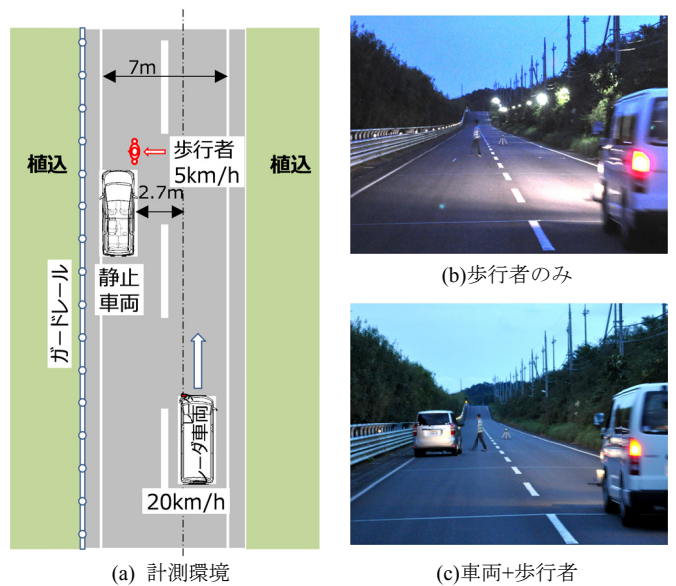 7m
歩行者
5km/h
植込
植込
2.7m
静止
車両
ガードレール
レーダ車両
20km/h
(a) 計測環境
(b)歩行者のみ
(c)車両+歩行者